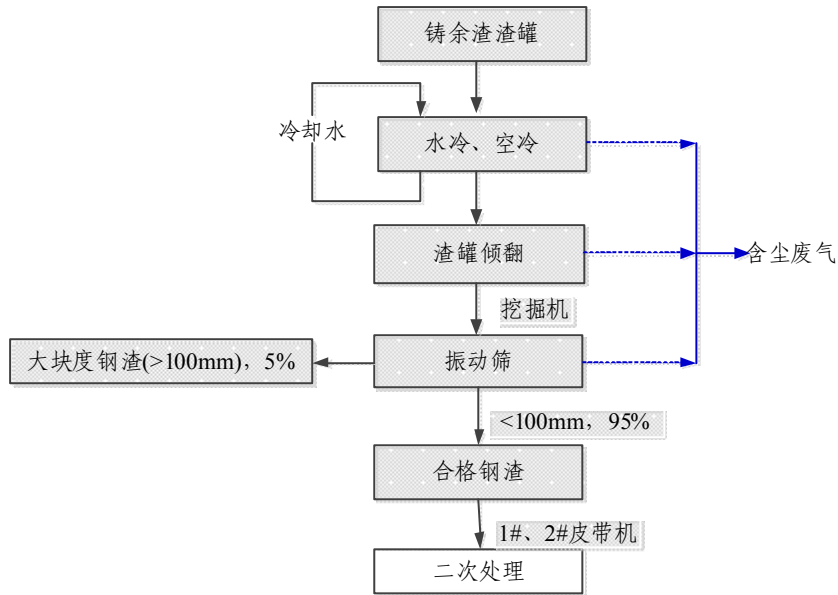 铸余渣渣罐
冷却水
水冷、空冷
渣罐倾翻
含尘废气
挖掘机
大块度钢渣(>100mm)，5%
振动筛
<100mm，95%
合格钢渣
1#、2#皮带机
二次处理